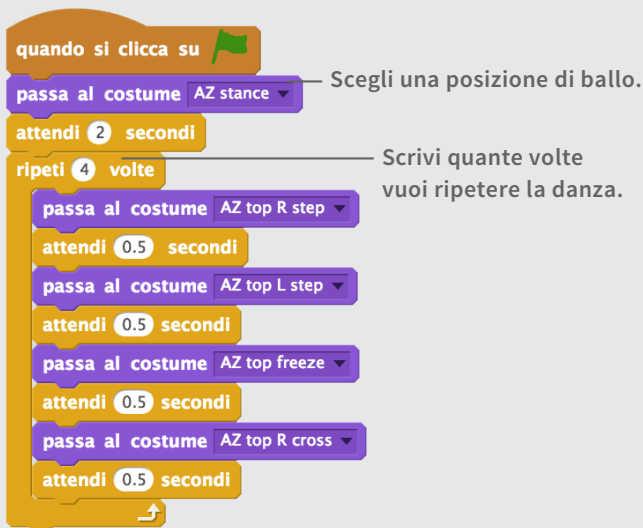 quando si clicca su
passa al costume AZ stance
Scegli una posizione di ballo.
attendi 2 secondi
ripeti 4 volte
Scrivi quante volte
vuoi ripetere la danza.
passa al costume AZ top R step
attendi 0.5 secondi
passa al costume AZ top L step
attendi 0.5 secondi
passa al costume AZ top freeze
attendi 0.5 secondi
passa al costume AZ top R cross
attendi 0.5 secondi